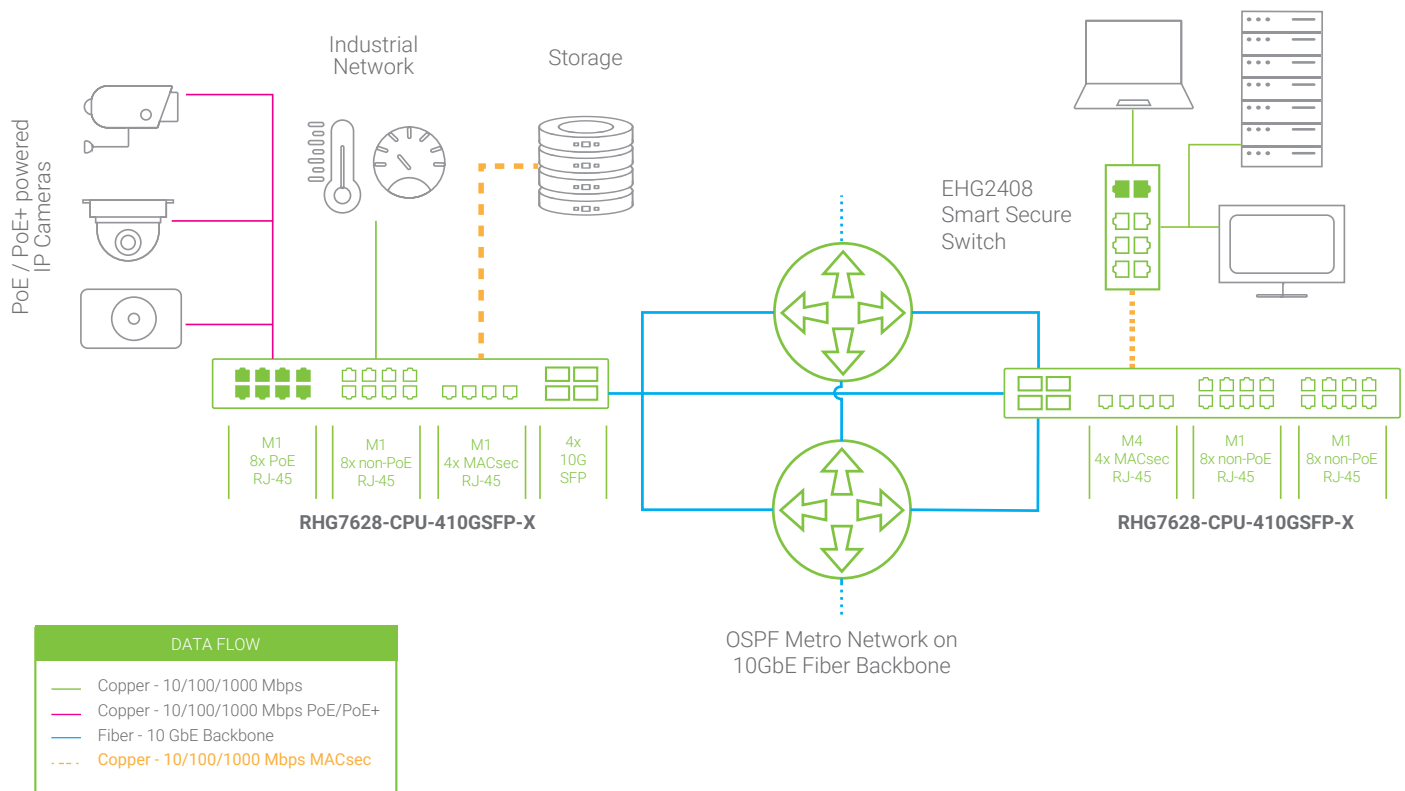 PoE / PoE+ powered
IP Cameras
Industrial
Network
Storage
EHG2408
Smart Secure
Switch
M1
8x PoE
RJ-45
M1
8x non-PoE
RJ-45
M1
4x MACsec
RJ-45
4x
10G
SFP
RHG7628-CPU-410GSFP-X
M4
4x MACsec
RJ-45
M1
8x non-PoE
RJ-45
M1
8x non-PoE
RJ-45
RHG7628-CPU-410GSFP-X
OSPF Metro Network on
10GbE Fiber Backbone
DATA FLOW
Copper - 10/100/1000 Mbps
Copper - 10/100/1000 Mbps PoE/PoE+
Fiber - 10 GbE Backbone
Copper - 10/100/1000 Mbps MACsec